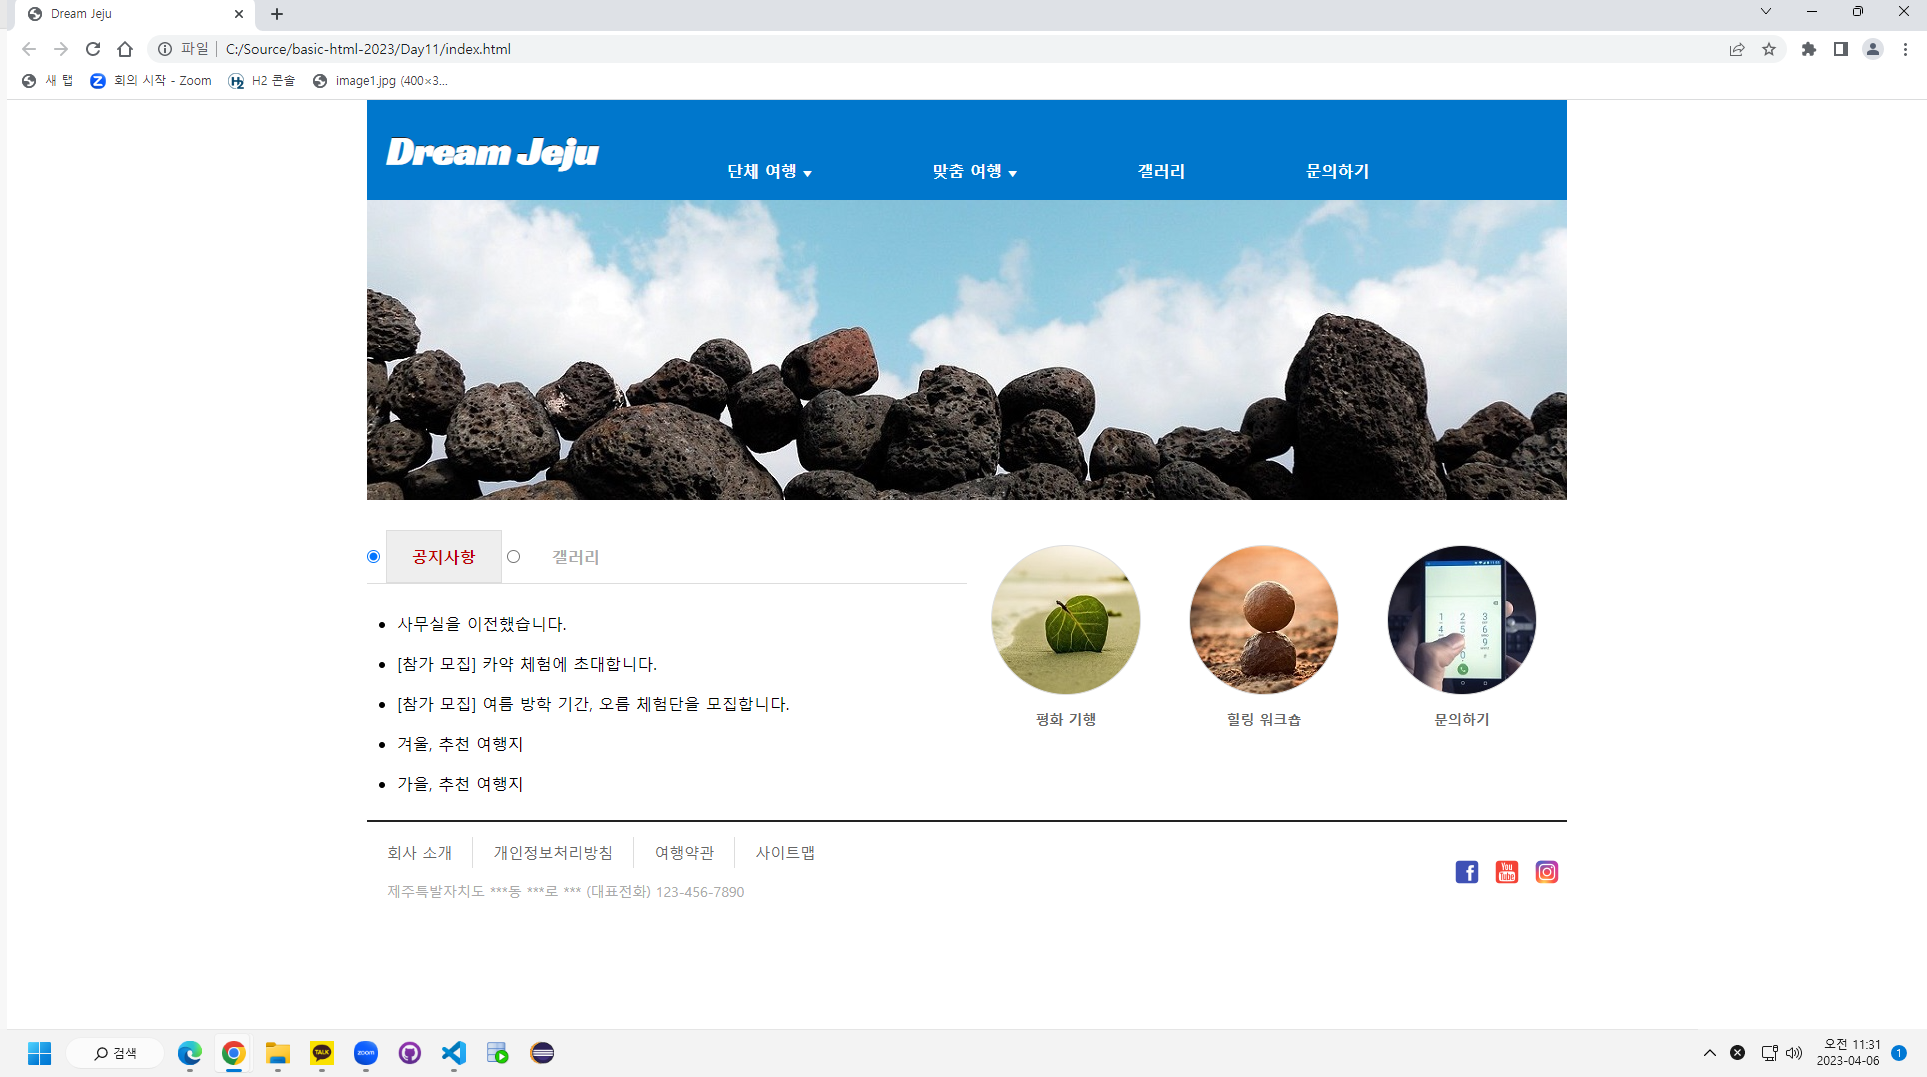 Dream Jeju
파일 C:/Source/basic-html-2023/Day11/index.html
새 탭 회의 시작 - Zoom H2 콘솔 image1.jpg (400×3...
Dream Jeju
단체 여행 ▼ 맞춤 여행 ▼ 갤러리 문의하기
공지사항 갤러리
• 사무실을 이전했습니다.
• [참가 모집] 카약 체험에 초대합니다.
• [참가 모집] 여름 방학 기간, 오름 체험단을 모집합니다.
• 겨울, 추천 여행지
• 가을, 추천 여행지
평화 기행 힐링 워크숍 문의하기
회사 소개 개인정보처리방침 여행약관 사이트맵
제주특별자치도 ***동 ***로 *** (대표전화) 123-456-7890
You
Tube
검색
TALK
zoom
오전 11:31
2023-04-06
1